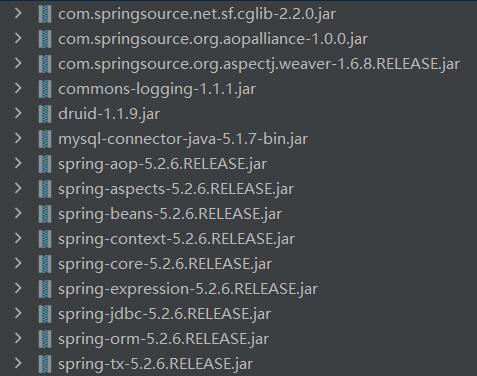 com.springsource.net.sf.cglib-2.2.0.jar
com.springsource.org.aopalliance-1.0.0.jar
com.springsource.org.aspectj.weaver-1.6.8.RELEASE.jar
commons-logging-1.1.1.jar
druid-1.1.9.jar
mysql-connector-java-5.1.7-bin.jar
spring-aop-5.2.6.RELEASE.jar
spring-aspects-5.2.6.RELEASE.jar
spring-beans-5.2.6.RELEASE.jar
spring-context-5.2.6.RELEASE.jar
spring-core-5.2.6.RELEASE.jar
spring-expression-5.2.6.RELEASE.jar
spring-jdbc-5.2.6.RELEASE.jar
spring-orm-5.2.6.RELEASE.jar
spring-tx-5.2.6.RELEASE.jar